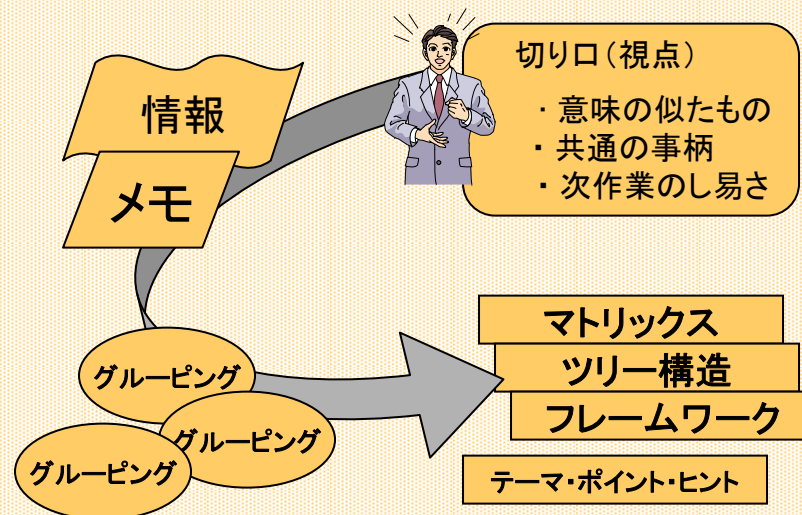 情報
メモ
切り口（視点）
・意味の似たもの
・共通の事柄
・次作業のし易さ
グルーピング
グルーピング
グルーピング
マトリックス
ツリー構造
フレームワーク
テーマ・ポイント・ヒント